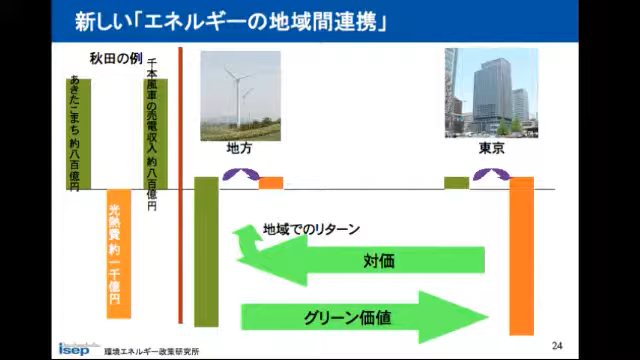 新しい｢エネルギーの地域間連携｣
秋田の例
あきたこまち 約八百億円
千本風車の売電収入 約八百億円
光熱費 約一千億円
地方
東京
地域でのリターン
対価
グリーン価値
isep
環境エネルギー政策研究所
24